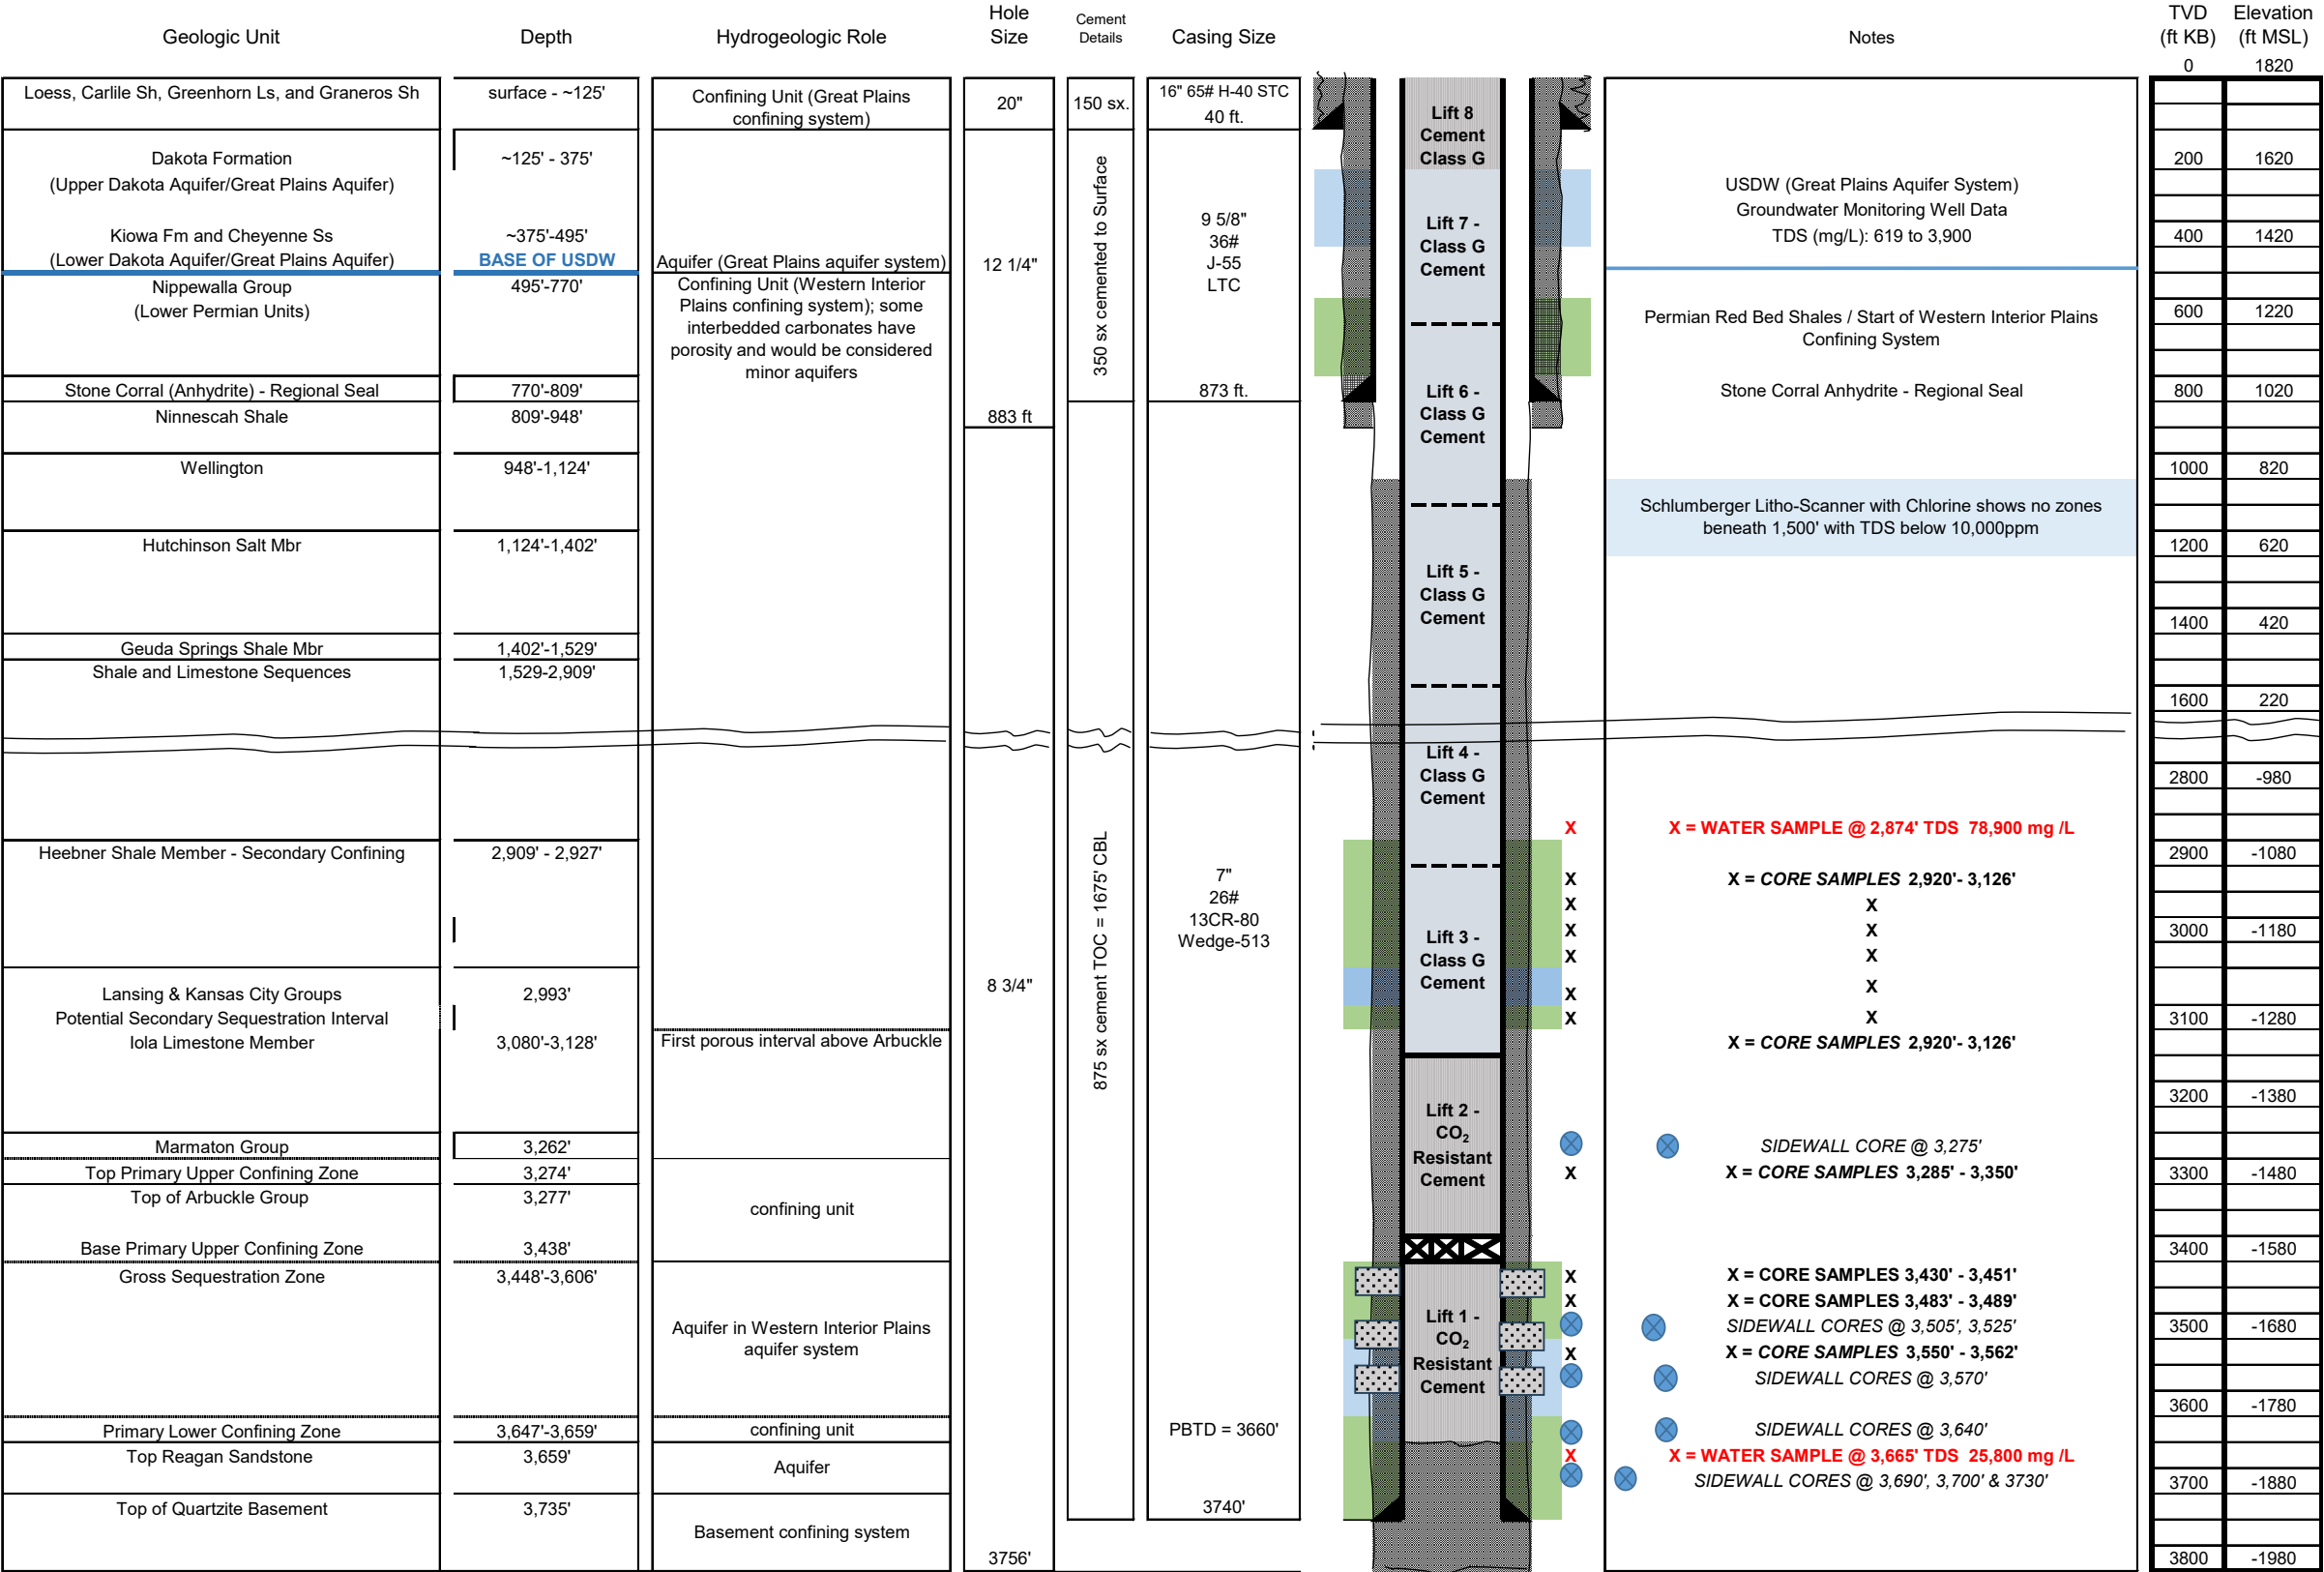 Geologic Unit
Depth
Hydrogeologic Role
Hole
Size
Cement
Details
Casing Size
Notes
TVD
(ft KB)
Elevation
(ft MSL)
0 1820
Loess, Carlile Sh, Greenhorn Ls, and Graneros Sh
surface - ~125'
Confining Unit (Great Plains
confining system)
20"
150 sx.
16" 65# H-40 STC
40 ft.
Lift 8
Cement
Class G
Dakota Formation
(Upper Dakota Aquifer/Great Plains Aquifer)
~125' - 375'
Kiowa Fm and Cheyenne Ss
(Lower Dakota Aquifer/Great Plains Aquifer)
~375'-495'
BASE OF USDW
Aquifer (Great Plains aquifer system)
12 1/4"
350 sx cemented to Surface
9 5/8"
36#
J-55
LTC
873 ft.
Lift 7 -
Class G
Cement
USDW (Great Plains Aquifer System)
Groundwater Monitoring Well Data
TDS (mg/L): 619 to 3,900
200 1620
400 1420
Nippewalla Group
(Lower Permian Units)
495'-770'
Confining Unit (Western Interior
Plains confining system); some
interbedded carbonates have
porosity and would be considered
minor aquifers
Permian Red Bed Shales / Start of Western Interior Plains
Confining System
600 1220
Stone Corral (Anhydrite) - Regional Seal
770'-809'
Lift 6 -
Class G
Cement
Stone Corral Anhydrite - Regional Seal
800 1020
Ninnescah Shale
809'-948'
883 ft
Wellington
948'-1,124'
1000 820
Schlumberger Litho-Scanner with Chlorine shows no zones
beneath 1,500' with TDS below 10,000ppm
Hutchinson Salt Mbr
1,124'-1,402'
1200 620
Lift 5 -
Class G
Cement
1400 420
Geuda Springs Shale Mbr
1,402'-1,529'
Shale and Limestone Sequences
1,529-2,909'
1600 220
Lift 4 -
Class G
Cement
2800 -980
X
X = WATER SAMPLE @ 2,874' TDS 78,900 mg /L
Heebner Shale Member - Secondary Confining
2,909' - 2,927'
8 3/4"
875 sx cement TOC = 1675' CBL
7"
26#
13CR-80
Wedge-513
2900 -1080
X
X = CORE SAMPLES 2,920'- 3,126'
X
X
X
X
3000 -1180
X
X
Lift 3 -
Class G
Cement
Lansing & Kansas City Groups
Potential Secondary Sequestration Interval
2,993'
X
X
X
X
3100 -1280
Iola Limestone Member
3,080'-3,128'
First porous interval above Arbuckle
X = CORE SAMPLES 2,920'- 3,126'
3200 -1380
Lift 2 -
CO2
Resistant
Cement
Marmaton Group
3,262'
SIDEWALL CORE @ 3,275'
Top Primary Upper Confining Zone
3,274'
X
X = CORE SAMPLES 3,285' - 3,350'
3300 -1480
Top of Arbuckle Group
3,277'
confining unit
Base Primary Upper Confining Zone
3,438'
3400 -1580
Gross Sequestration Zone
3,448'-3,606'
X
X = CORE SAMPLES 3,430' - 3,451'
X
X = CORE SAMPLES 3,483' - 3,489'
Aquifer in Western Interior Plains
aquifer system
Lift 1 -
CO2
Resistant
Cement
SIDEWALL CORES @ 3,505', 3,525'
3500 -1680
X
X = CORE SAMPLES 3,550' - 3,562'
SIDEWALL CORES @ 3,570'
3600 -1780
Primary Lower Confining Zone
3,647'-3,659'
confining unit
PBTD = 3660'
SIDEWALL CORES @ 3,640'
Top Reagan Sandstone
3,659'
Aquifer
X
X = WATER SAMPLE @ 3,665' TDS 25,800 mg /L
SIDEWALL CORES @ 3,690', 3,700' & 3730'
3700 -1880
Top of Quartzite Basement
3,735'
Basement confining system
3740'
3756'
3800 -1980